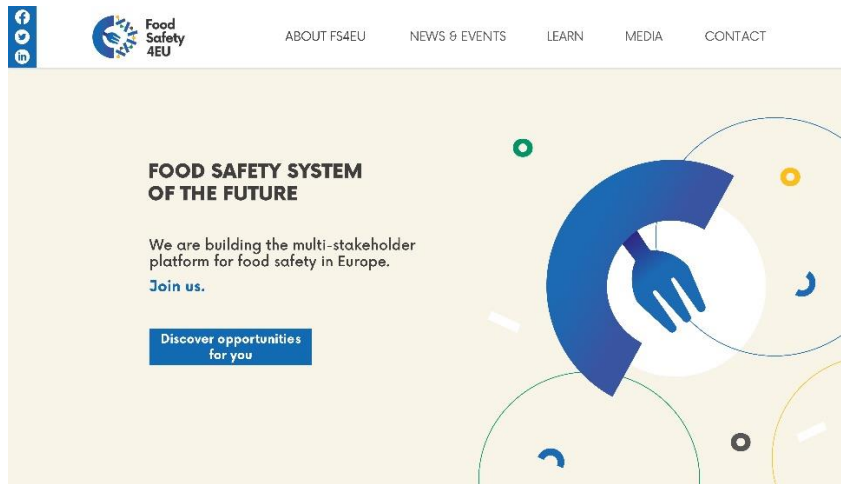 Food
Safety
4EU
ABOUT FS4EU
NEWS & EVENTS
LEARN
MEDIA
CONTACT
FOOD SAFETY SYSTEM
OF THE FUTURE
We are building the multi-stakeholder
platform for food safety in Europe.
Join us.
Discover opportunities
for you